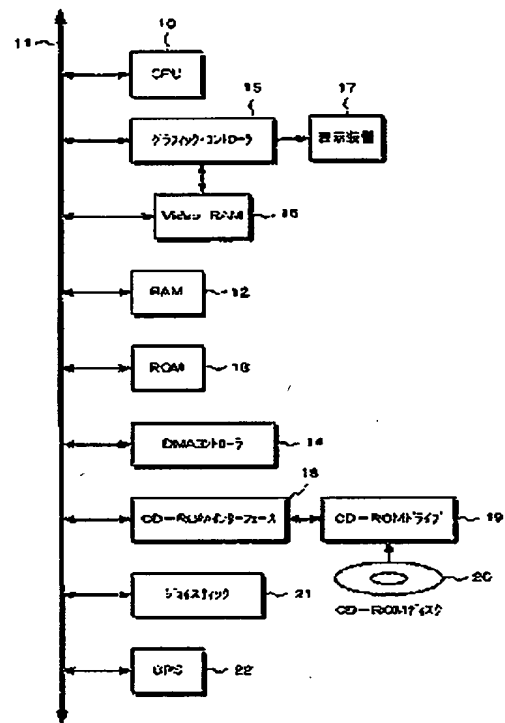 10
11
CPU
15
17
グラフィック・コントローラ
表示装置
Video RAM
16
RAM
12
ROM
13
DMAコントローラ
14
18
CD-ROMインターフェース
CD-ROMドライブ
19
20
CD-ROMディスク
ジョイスティック
21
GPS
22